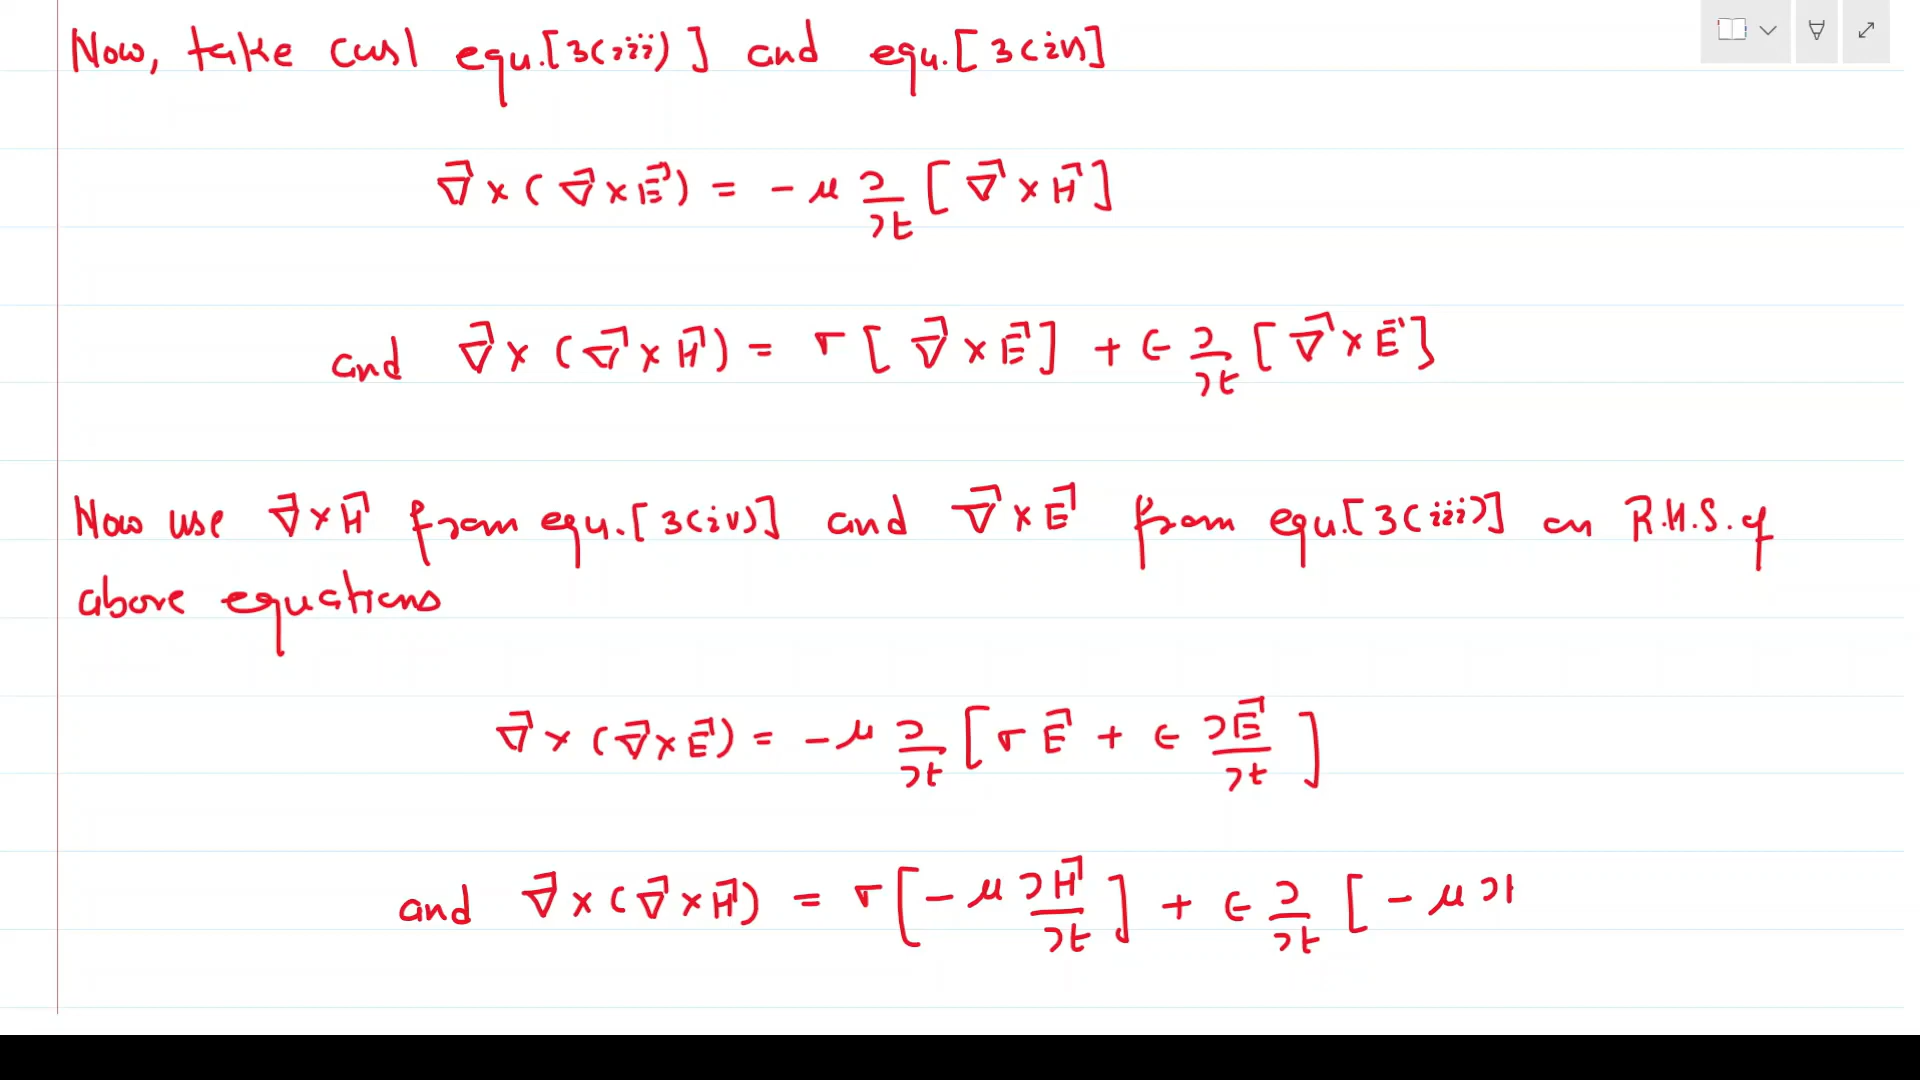 Now, take curl equ.[3(iii)] and equ.[3(iv)]
∇⃗ × (∇⃗ × E⃗) = - μ ∂/∂t [∇⃗ × H⃗]
and ∇⃗ × (∇⃗ × H⃗) = σ [∇⃗ × E⃗] + ε ∂/∂t [∇⃗ × E⃗]
Now use ∇⃗ × H⃗ from equ.[3(iv)] and ∇⃗ × E⃗ from equ.[3(iii)] on R.H.S. of
above equations
∇⃗ × (∇⃗ × E⃗) = - μ ∂/∂t [σ E⃗ + ε ∂E⃗/∂t]
and ∇⃗ × (∇⃗ × H⃗) = σ [- μ ∂H⃗/∂t] + ε ∂/∂t [- μ ∂